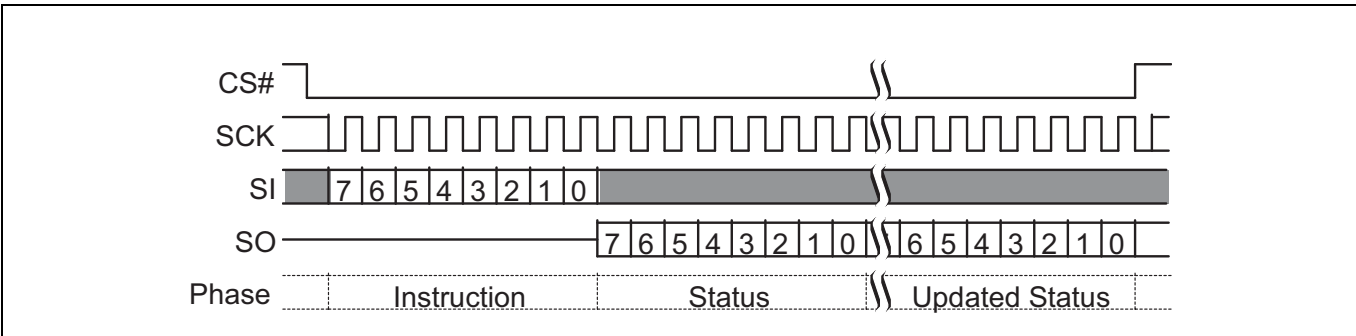 CS#
SCK
SI 7 6 5 4 3 2 1 0
SO 7 6 5 4 3 2 1 0 6 5 4 3 2 1 0
Phase Instruction Status Updated Status